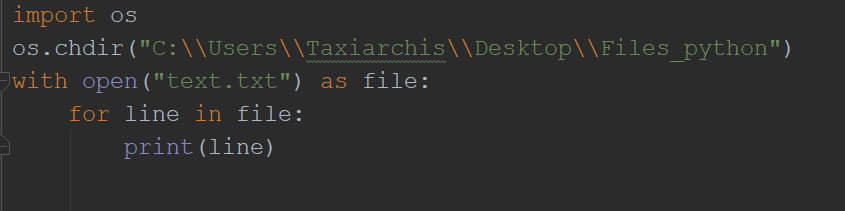 import os
os.chdir("C:\\Users\\Taxiarchis\\Desktop\\Files_python")
with open("text.txt") as file:
    for line in file:
        print(line)